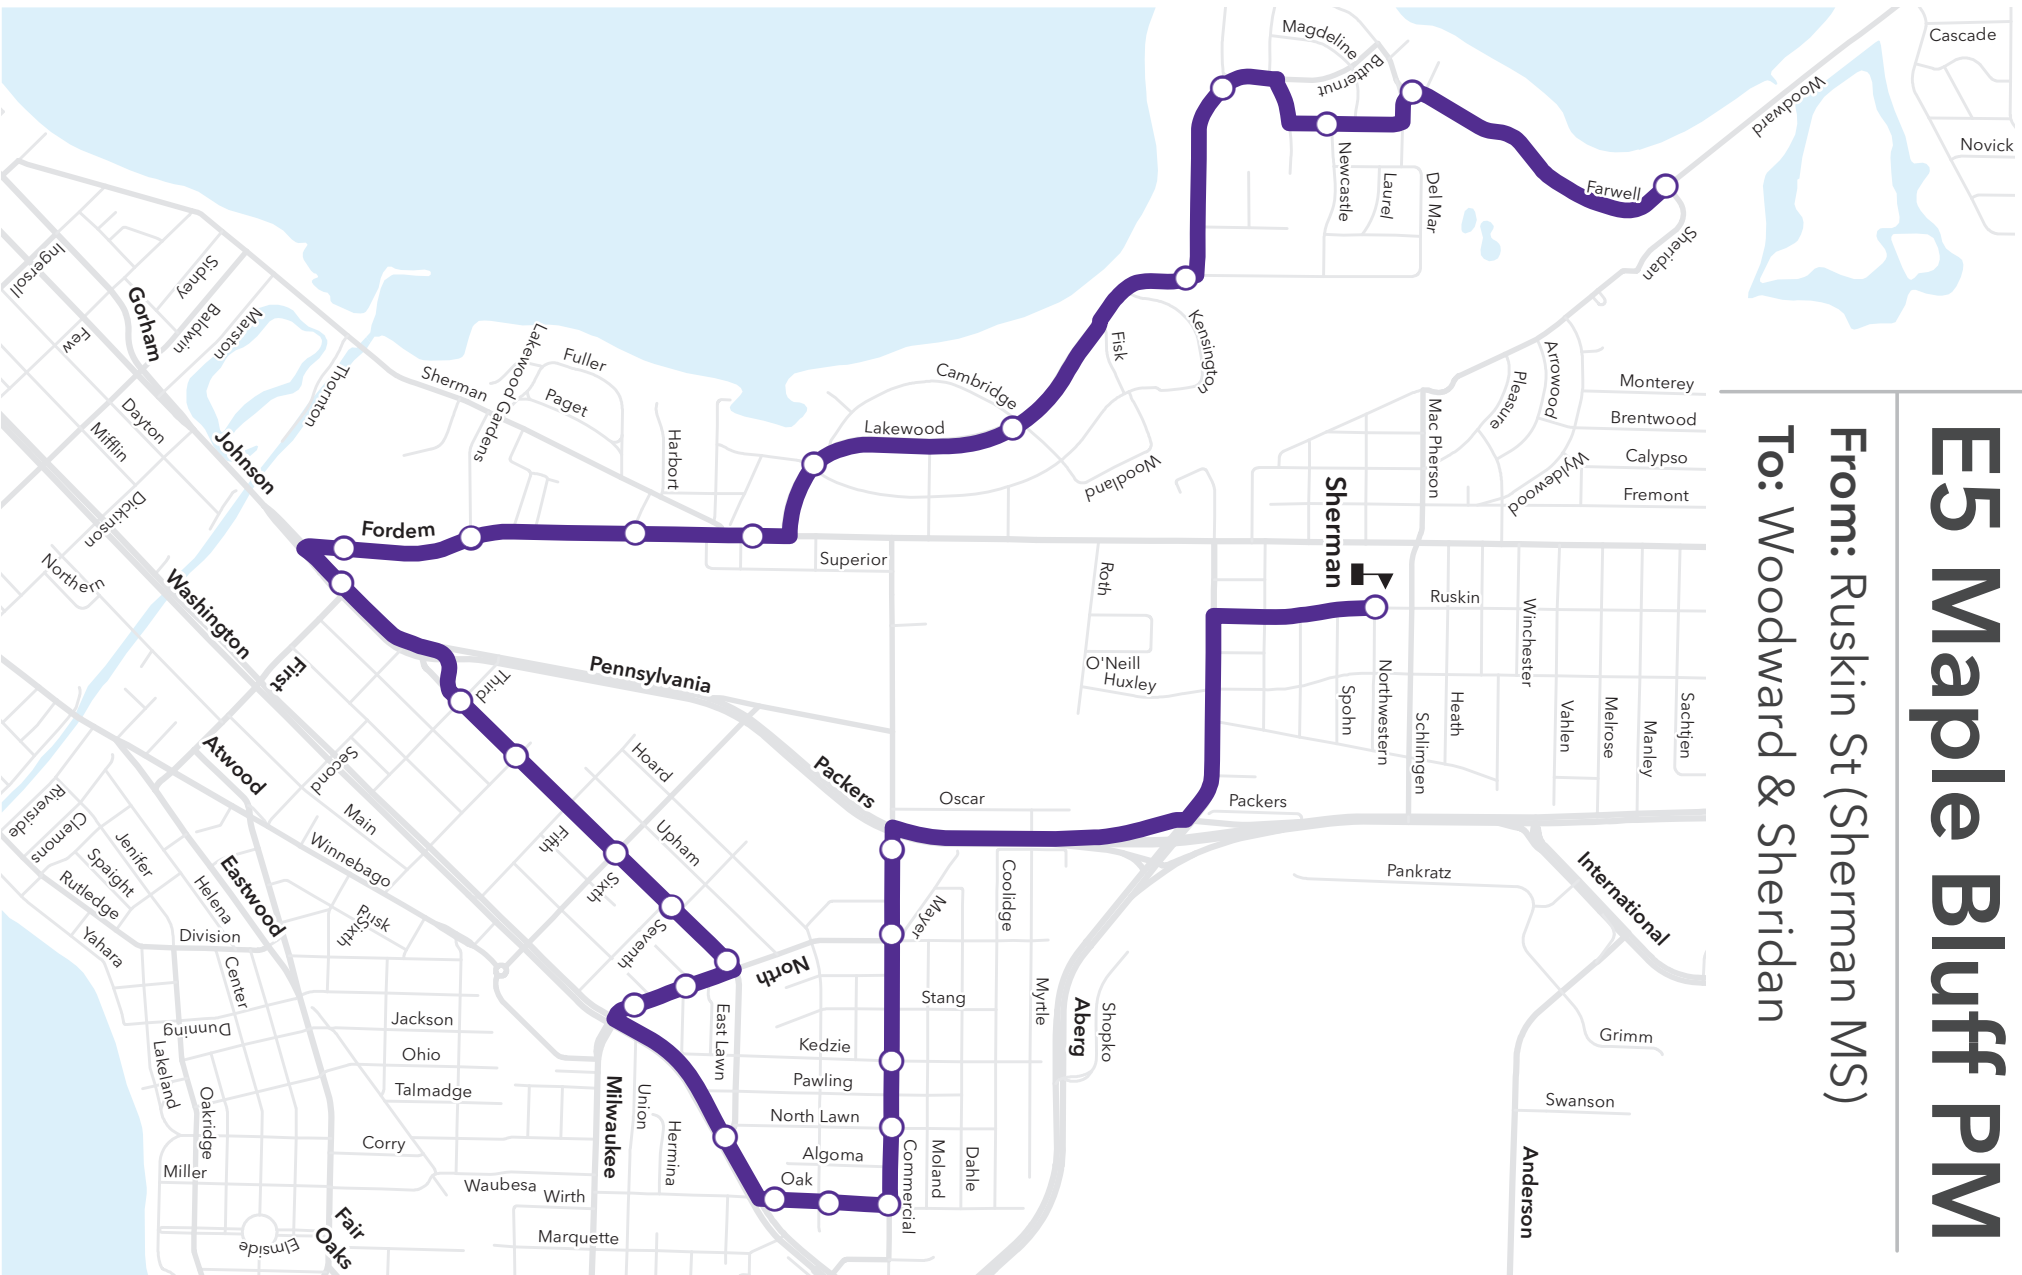 E5 Maple Bluff PM
From: Ruskin St (Sherman MS)
To: Woodward & Sheridan
Cascade
Novick
Woodward
Magdeline
Butternut
Newcastle
Laurel
Del Mar
Farwell
Sheridan
Kensington
Fisk
Cambridge
Lakewood
Woodland
Arrowood
Pleasure
Wyldewood
Mac Pherson
Monterey
Brentwood
Calypso
Fremont
Sherman
Ruskin
Winchester
Northwestern
Spohn
Heath
Schlimgen
Vahlen
Melrose
Manley
Sachtjen
Roth
O'Neill
Huxley
Superior
Ingersoll
Few
Gorham
Sidney
Baldwin
Marston
Thornton
Dayton
Mifflin
Dickinson
Johnson
Northern
Washington
First
Lakewood Gardens
Fuller
Paget
Sherman
Harbort
Fordem
Pennsylvania
Packers
Third
Hoard
Upham
Fifth
Sixth
Seventh
North
Second
Main
Winnebago
Atwood
Eastwood
Riverside
Clemons
Jenifer
Spaight
Rutledge
Helena
Yahara
Division
Center
Rusk
Sixth
Dunning
Lakeland
Oakridge
Miller
Elmside
Fair
Oaks
Jackson
Ohio
Talmadge
Corry
Waubesa
Wirth
Marquette
Milwaukee
Union
Hermina
East Lawn
Kedzie
Pawling
North Lawn
Algoma
Oak
Commercial
Moland
Dahle
Stang
Mayer
Coolidge
Myrtle
Aberg
Shopko
Oscar
Packers
Pankratz
International
Grimm
Swanson
Anderson